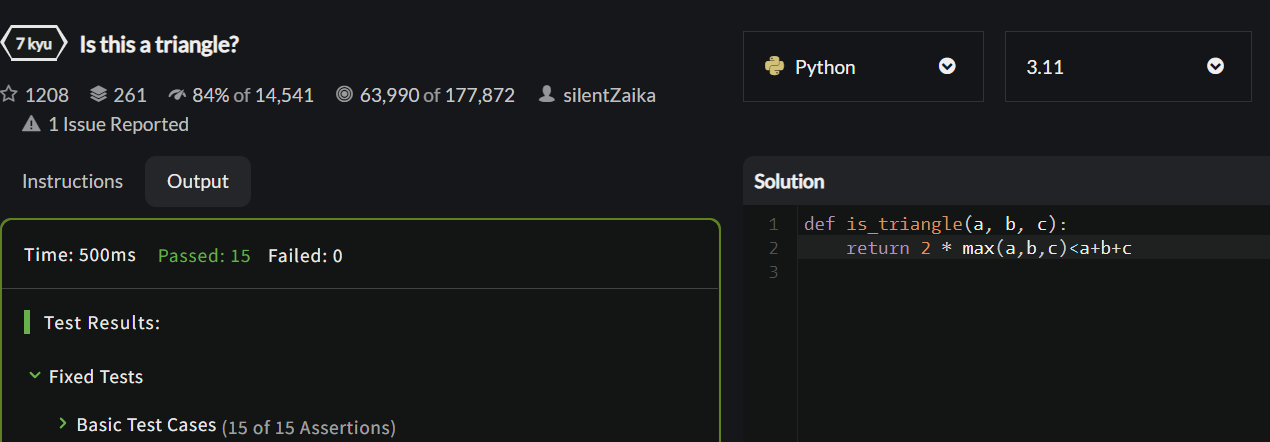 7 kyu Is this a triangle?
1208 261 84% of 14,541 63,990 of 177,872 silentZaika
1 Issue Reported
Python 3.11
Instructions Output
Time: 500ms Passed: 15 Failed: 0
Test Results:
Fixed Tests
Basic Test Cases (15 of 15 Assertions)
Solution
1 def is_triangle(a, b, c):
2 return 2 * max(a,b,c)<a+b+c
3